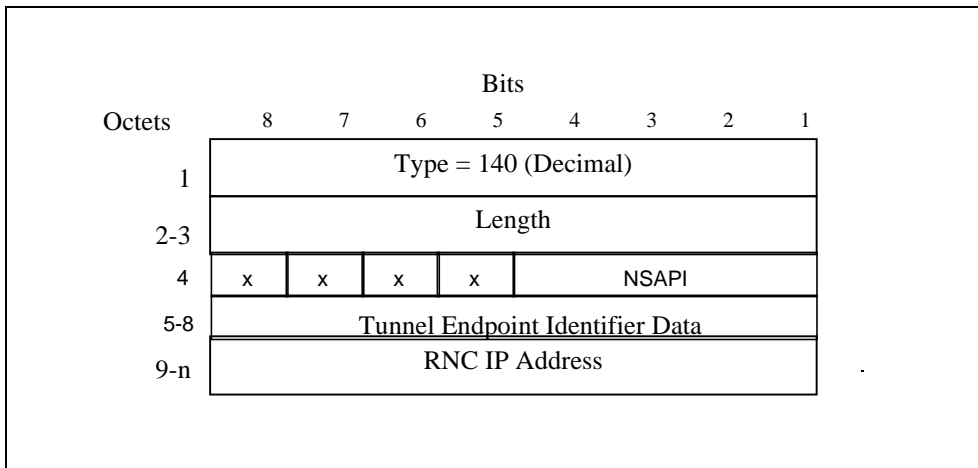 Bits
Octets 8 7 6 5 4 3 2 1
1 Type = 140 (Decimal)
2-3 Length
4 x x x x NSAPI
5-8 Tunnel Endpoint Identifier Data
9-n RNC IP Address .